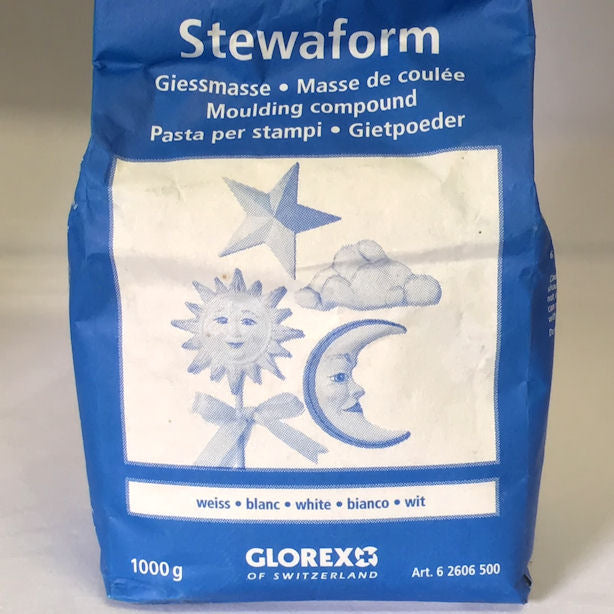 Stewaform
Giessmasse • Masse de coulée
Moulding compound
Pasta per stampi • Gietpoeder
weiss • blanc • white • bianco • wit
1000 g
GLOREX
OF SWITZERLAND
Art. 6 2606 500